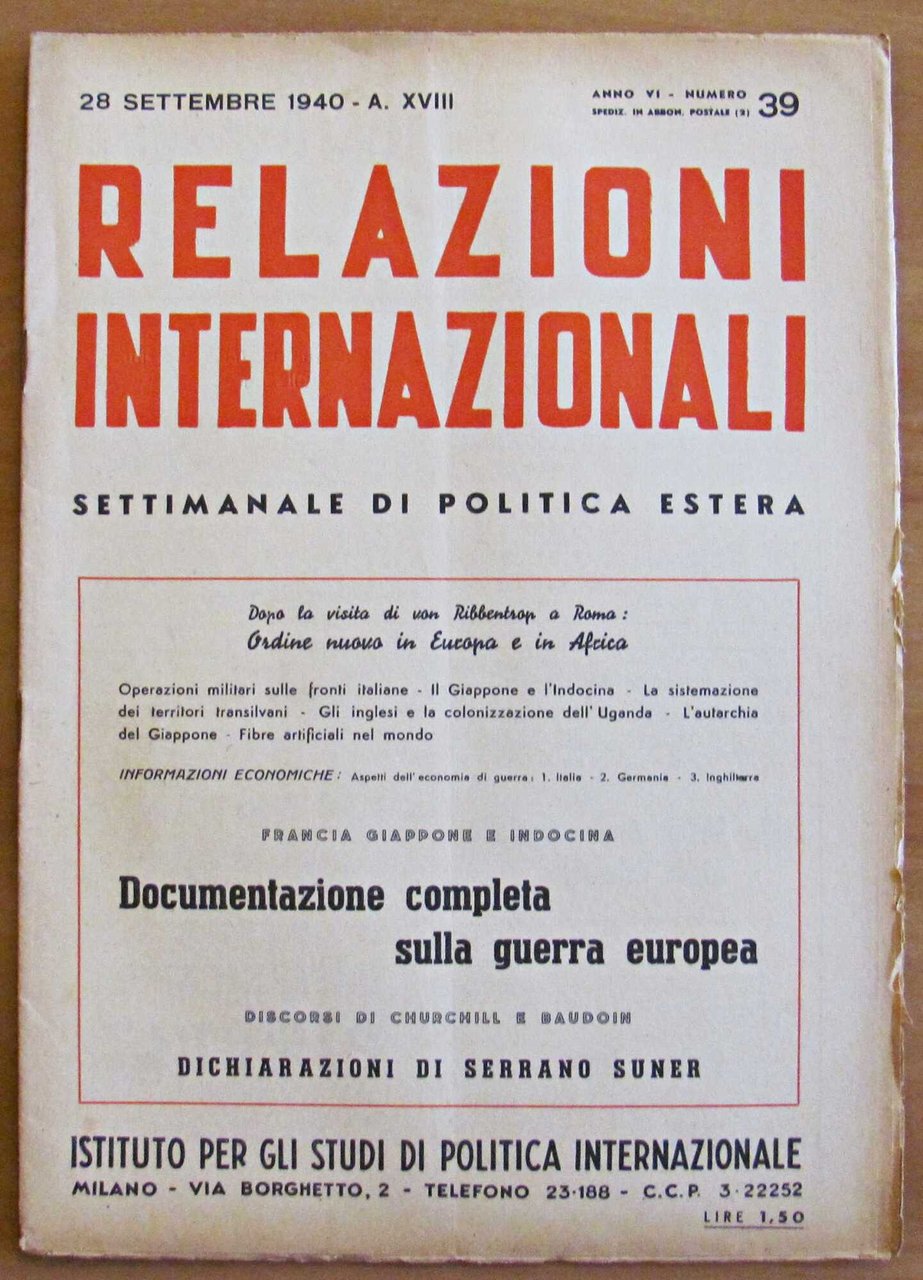 28 SETTEMBRE 1940 - A. XVIII
ANNO VI - NUMERO 39
SPEDIZ. IN ABBON. POSTALE (2)
RELAZIONI
INTERNAZIONALI
SETTIMANALE DI POLITICA ESTERA
Dopo la visita di von Ribbentrop a Roma:
Ordine nuovo in Europa e in Africa
Operazioni militari sulle fronti italiane - Il Giappone e l'Indocina - La sistemazione
dei territori transilvani - Gli inglesi e la colonizzazione dell'Uganda - L'autarchia
del Giappone - Fibre artificiali nel mondo
INFORMAZIONI ECONOMICHE: Aspetti dell'economia di guerra: 1. Italia - 2. Germania - 3. Inghilterra
FRANCIA GIAPPONE E INDOCINA
Documentazione completa
sulla guerra europea
DISCORSI DI CHURCHILL E BAUDOIN
DICHIARAZIONI DI SERRANO SUNER
ISTITUTO PER GLI STUDI DI POLITICA INTERNAZIONALE
MILANO - VIA BORGHETTO, 2 - TELEFONO 23-188 - C.C.P. 3-22252
LIRE 1,50